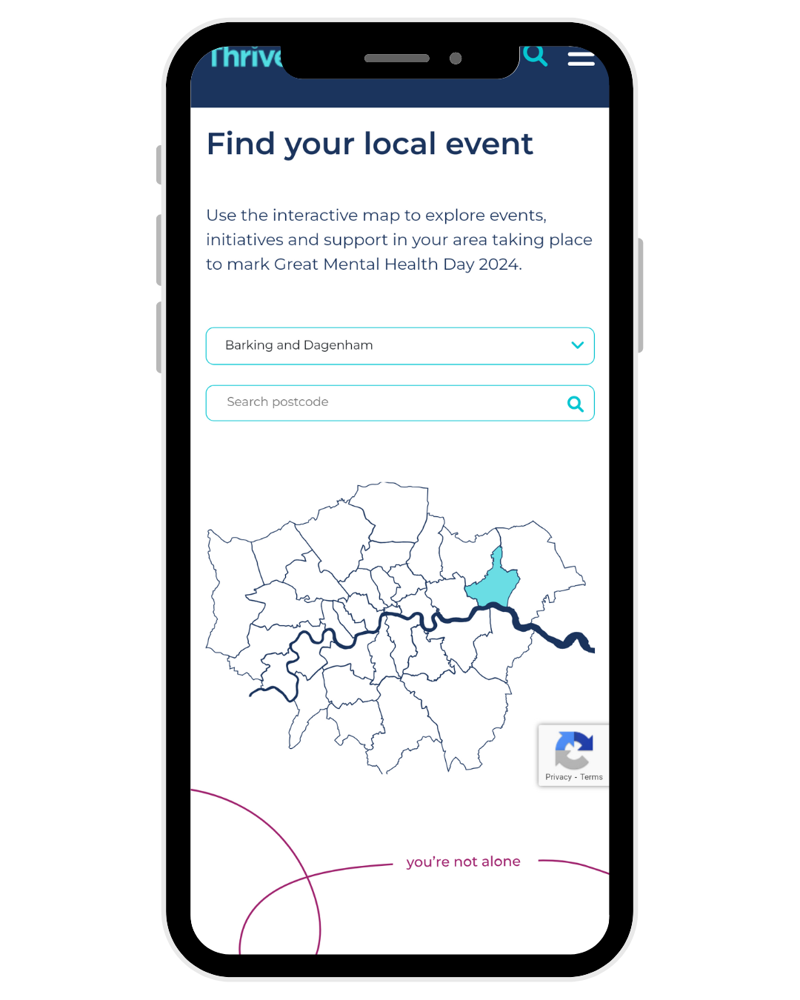 Thrive
Find your local event
Use the interactive map to explore events,
initiatives and support in your area taking place
to mark Great Mental Health Day 2024.
Barking and Dagenham
Search postcode
Privacy - Terms
you’re not alone